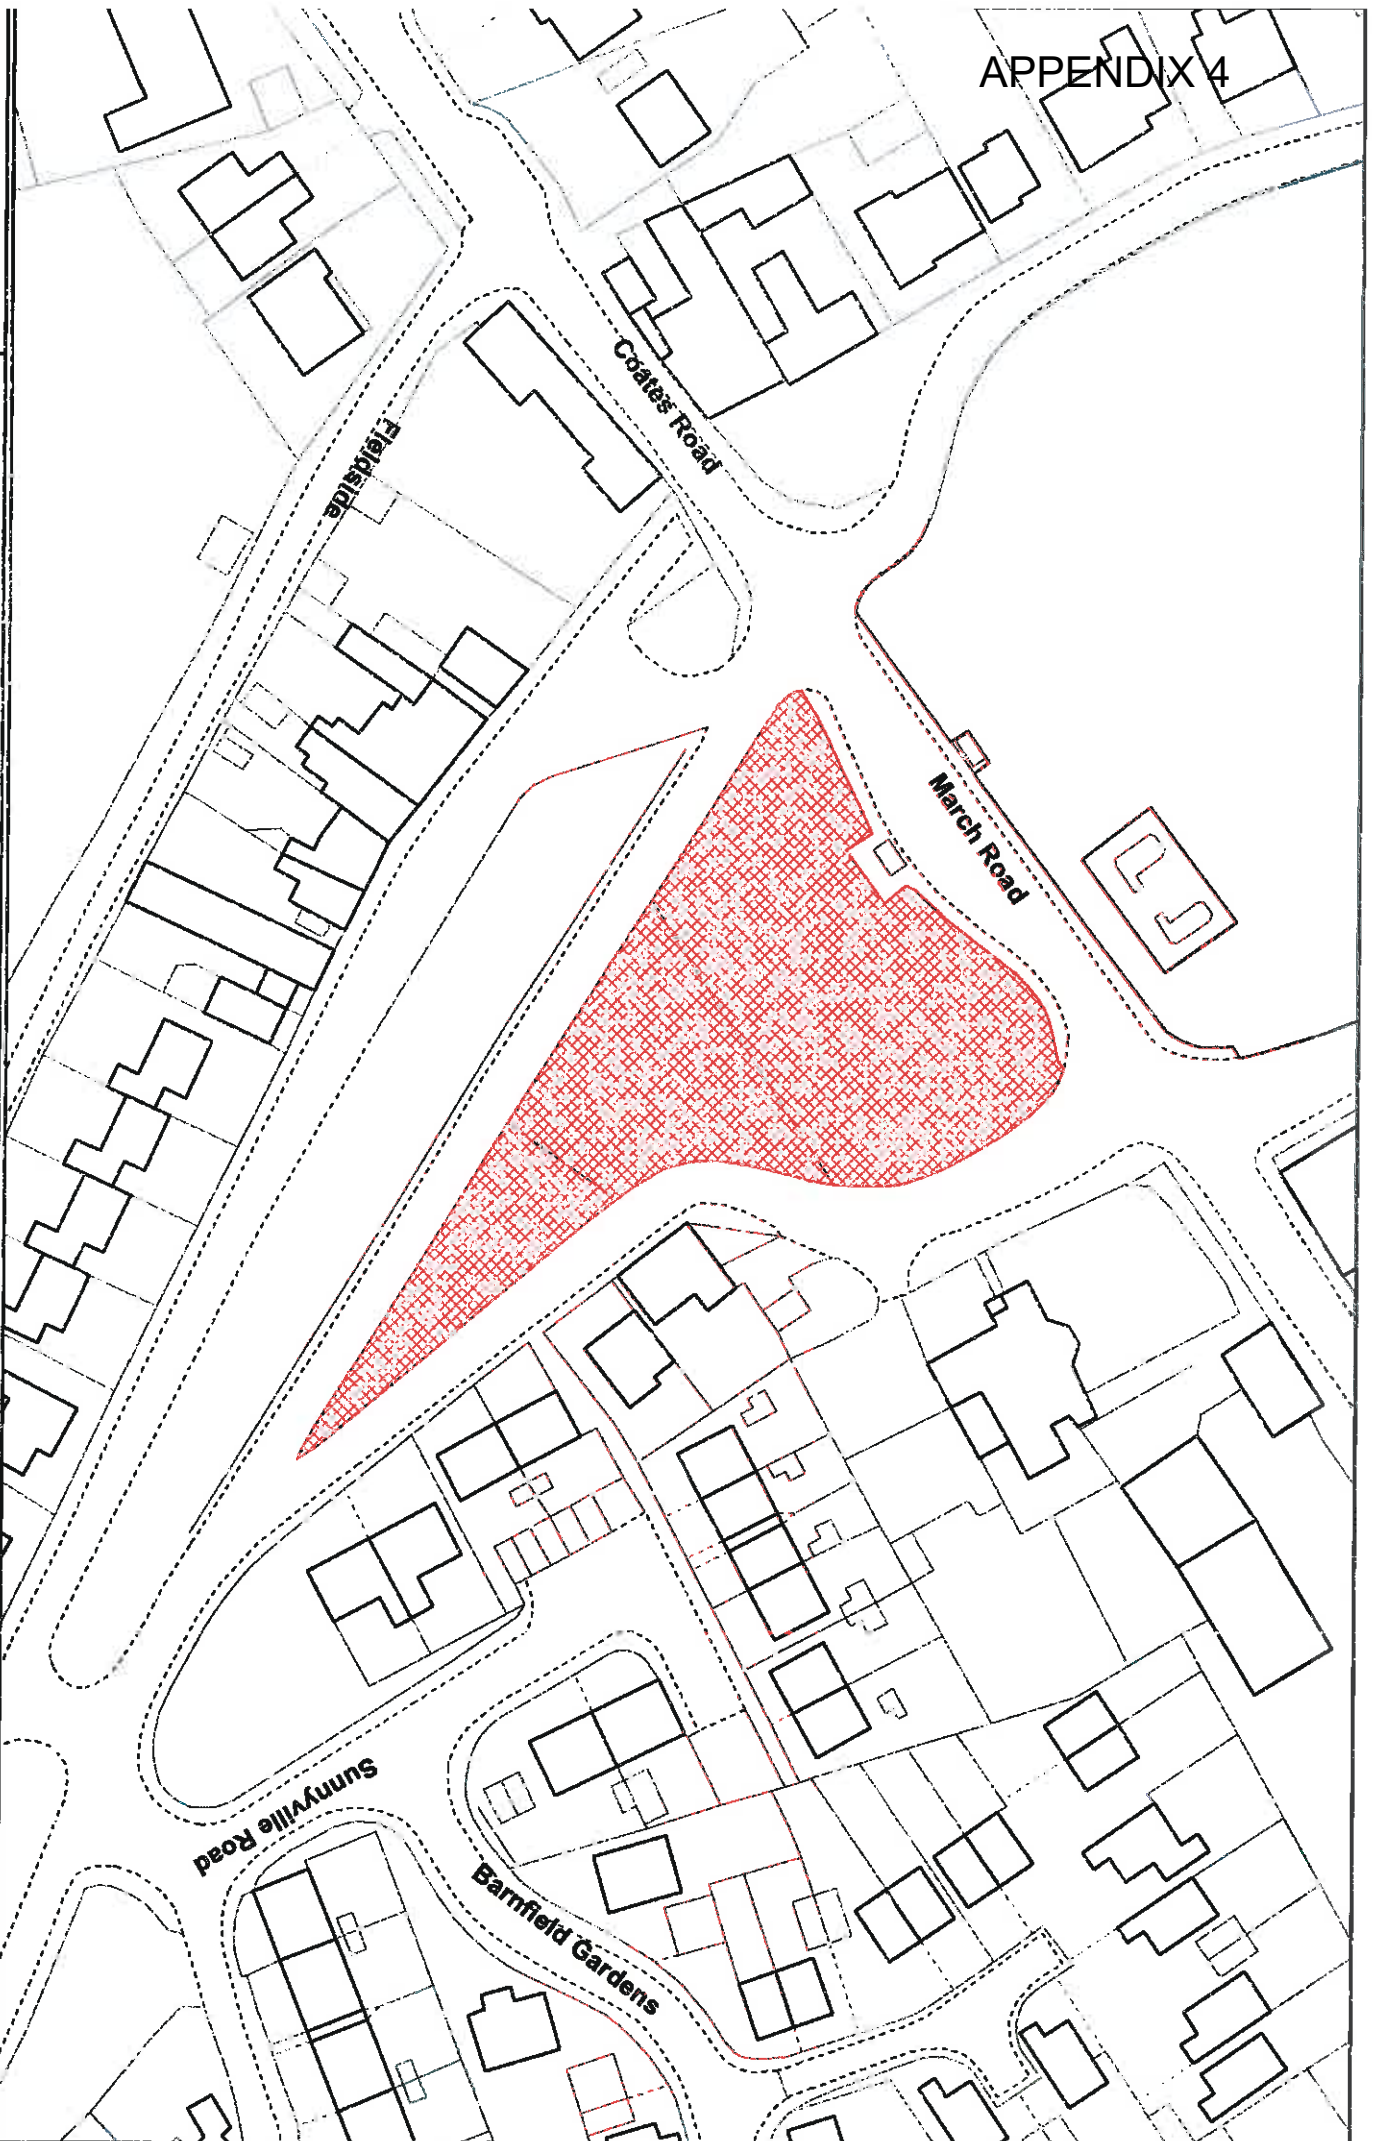 APPENDIX 4
Coates Road
Fieldside
March Road
Sunnyville Road
Barnfield Gardens